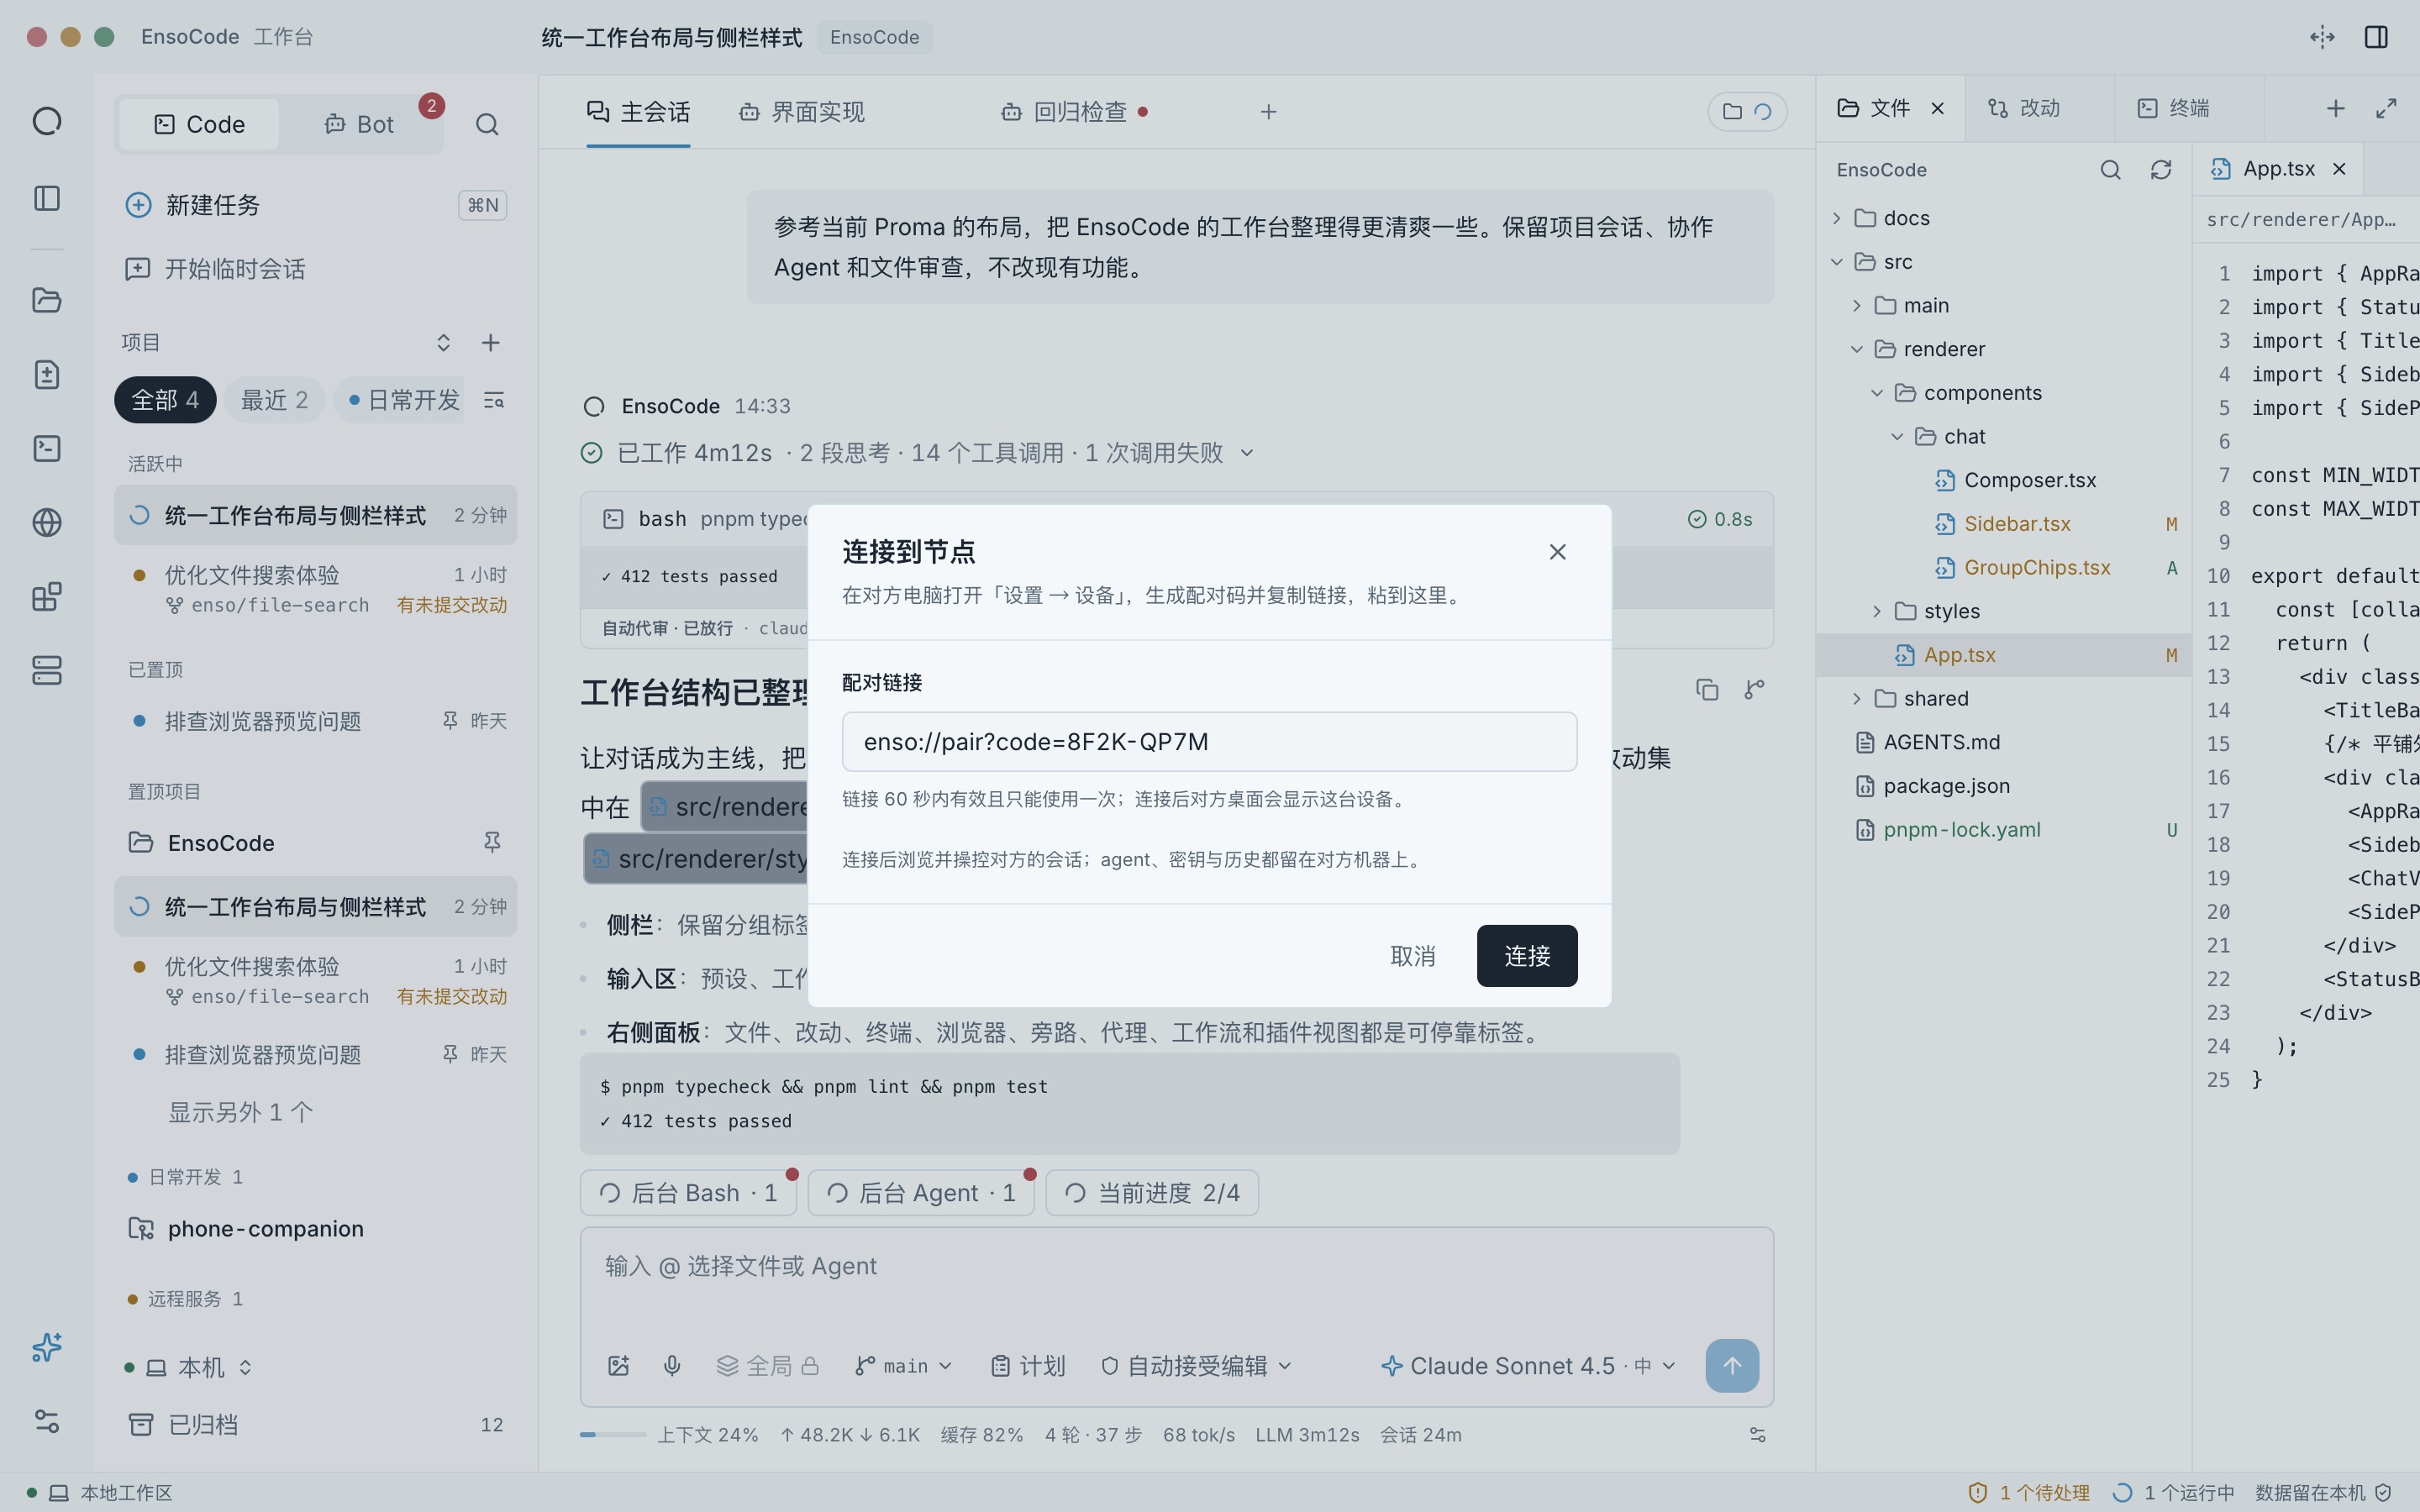 EnsoCode 工作台
统一工作台布局与侧栏样式 EnsoCode
Code Bot 2
新建任务 ⌘N
开始临时会话
项目
全部 4 最近 2 日常开发
活跃中
统一工作台布局与侧栏样式 2 分钟
优化文件搜索体验 1 小时
enso/file-search 有未提交改动
已置顶
排查浏览器预览问题 昨天
置顶项目
EnsoCode
统一工作台布局与侧栏样式 2 分钟
优化文件搜索体验 1 小时
enso/file-search 有未提交改动
排查浏览器预览问题 昨天
显示另外 1 个
日常开发 1
phone-companion
远程服务 1
本机
已归档 12
主会话 界面实现 回归检查
参考当前 Proma 的布局，把 EnsoCode 的工作台整理得更清爽一些。保留项目会话、协作
Agent 和文件审查，不改现有功能。
EnsoCode 14:33
已工作 4m12s · 2 段思考 · 14 个工具调用 · 1 次调用失败
bash pnpm typec 0.8s
✓ 412 tests passed
自动代审 · 已放行 · claud
工作台结构已整理
让对话成为主线，把 改动集
中在 src/rendere
src/renderer/sty
侧栏：保留分组标签
输入区：预设、工作
右侧面板：文件、改动、终端、浏览器、旁路、代理、工作流和插件视图都是可停靠标签。
$ pnpm typecheck && pnpm lint && pnpm test
✓ 412 tests passed
后台 Bash · 1 后台 Agent · 1 当前进度 2/4
输入 @ 选择文件或 Agent
全局 main 计划 自动接受编辑 Claude Sonnet 4.5 · 中
上下文 24% ↑ 48.2K ↓ 6.1K 缓存 82% 4 轮 · 37 步 68 tok/s LLM 3m12s 会话 24m
连接到节点
在对方电脑打开「设置 → 设备」，生成配对码并复制链接，粘到这里。
配对链接
enso://pair?code=8F2K-QP7M
链接 60 秒内有效且只能使用一次；连接后对方桌面会显示这台设备。
连接后浏览并操控对方的会话；agent、密钥与历史都留在对方机器上。
取消 连接
文件 改动 终端
EnsoCode
docs
src
main
renderer
components
chat
Composer.tsx
Sidebar.tsx M
GroupChips.tsx A
styles
App.tsx M
shared
AGENTS.md
package.json
pnpm-lock.yaml U
App.tsx
src/renderer/App…
1 import { AppRa
2 import { Statu
3 import { Title
4 import { Sideb
5 import { SideP
6
7 const MIN_WIDT
8 const MAX_WIDT
9
10 export default
11 const [colla
12 return (
13 <div class
14 <TitleBa
15 {/* 平铺
16 <div cla
17 <AppRa
18 <Sideb
19 <ChatV
20 <SideP
21 </div>
22 <StatusB
23 </div>
24 );
25 }
本地工作区
1 个待处理 1 个运行中 数据留在本机